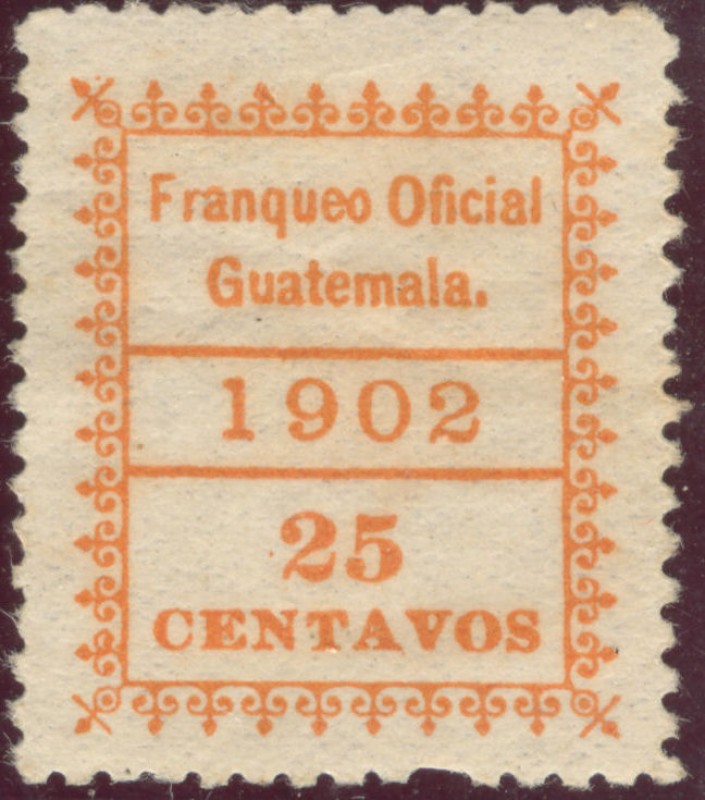 Franqueo Oficial
Guatemala.
1902
25
CENTAVOS